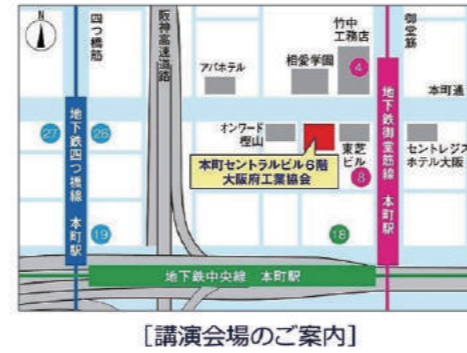 N
四つ橋筋
阪神高速道路
御堂筋
竹中
工務店
相愛学園
4
アパホテル
本町通
地下鉄四つ橋線 本町駅
地下鉄御堂筋線 本町駅
27
26
オンワード
樫山
東芝
ビル
セントレジス
ホテル大阪
本町セントラルビル6階
大阪府工業協会
8
19
18
地下鉄中央線 本町駅
[講演会場のご案内]